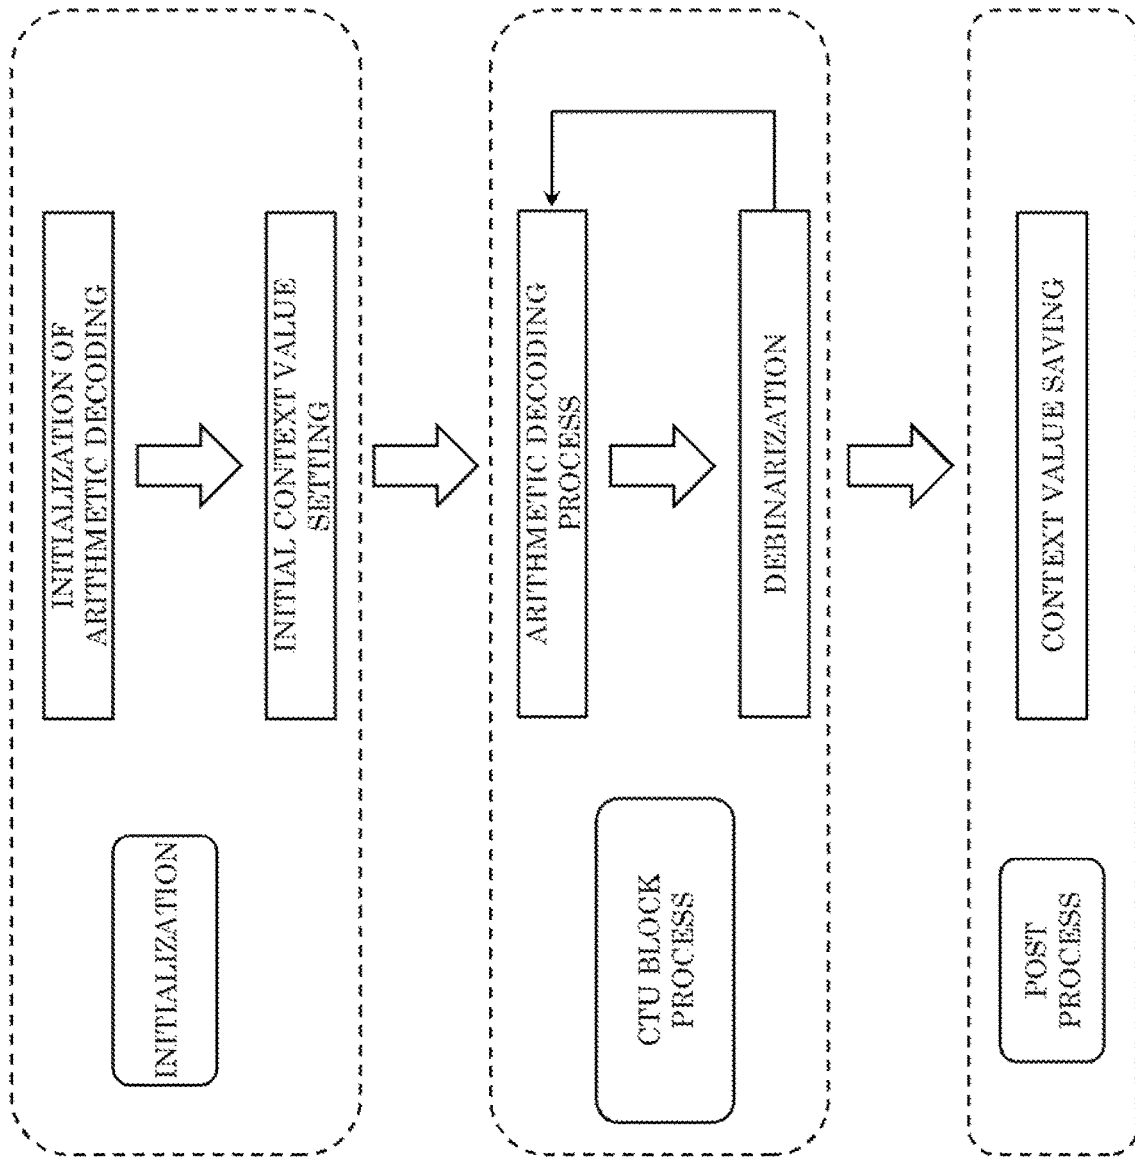 INITIALIZATION
INITIALIZATION OF
ARITHMETIC DECODING
INITIAL CONTEXT VALUE
SETTING
CTU BLOCK
PROCESS
ARITHMETIC DECODING
PROCESS
DEBINARIZATION
POST
PROCESS
CONTEXT VALUE SAVING